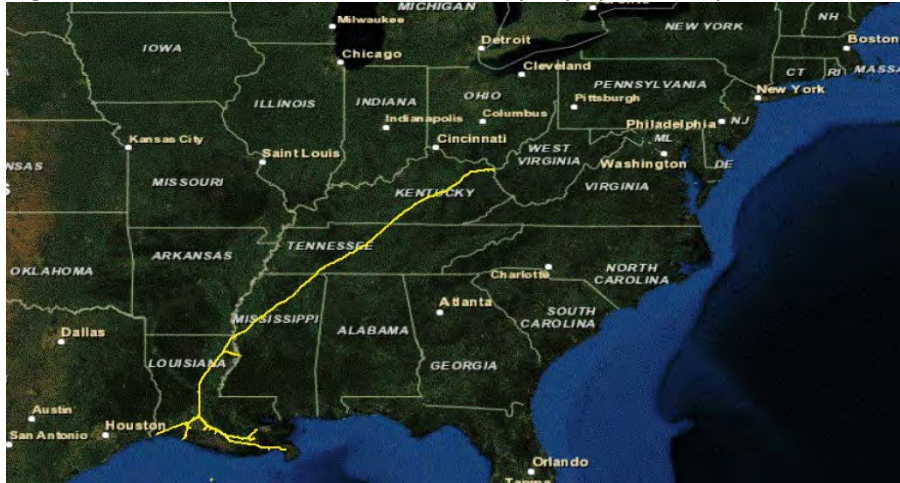 MICHIGAN
NEW YORK
NH
Milwaukee
IOWA
Detroit
Boston
Chicago
Cleveland
CT
RI
MASSA
PENNSYLVANIA
New York
ILLINOIS
INDIANA
OHIO
Pittsburgh
Indianapolis
Columbus
Philadelphia
NJ
Kansas City
Cincinnati
ML
Saint Louis
WEST
VIRGINIA
Washington
DE
NSAS
MISSOURI
KENTUCKY
VIRGINIA
TENNESSEE
ARKANSAS
OKLAHOMA
Charlotte
NORTH
CAROLINA
Atlanta
MISSISSIPPI
SOUTH
CAROLINA
Dallas
ALABAMA
LOUISIANA
GEORGIA
Austin
Houston
San Antonio
Orlando
Tampa